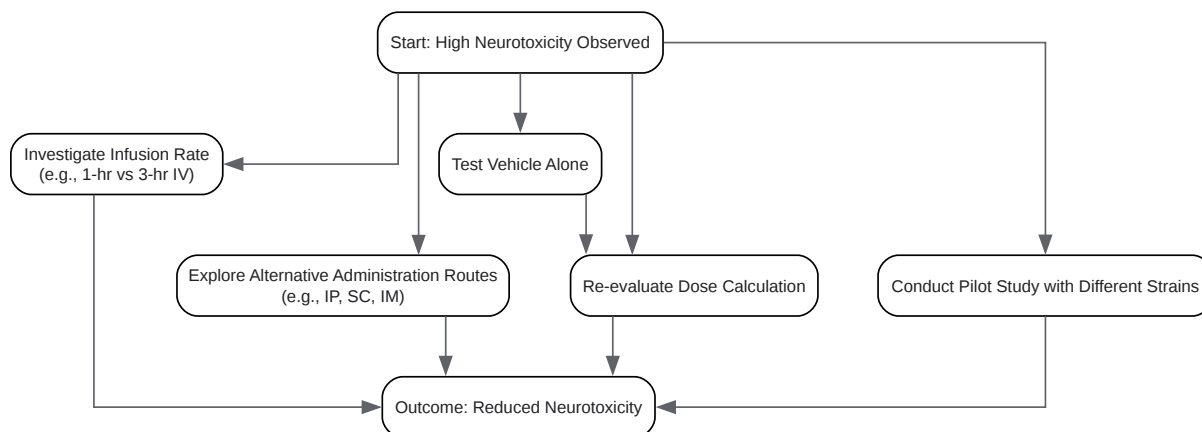 Start: High Neurotoxicity Observed
Investigate Infusion Rate
(e.g., 1-hr vs 3-hr IV)
Test Vehicle Alone
Explore Alternative Administration Routes
(e.g., IP, SC, IM)
Re-evaluate Dose Calculation
Conduct Pilot Study with Different Strains
Outcome: Reduced Neurotoxicity